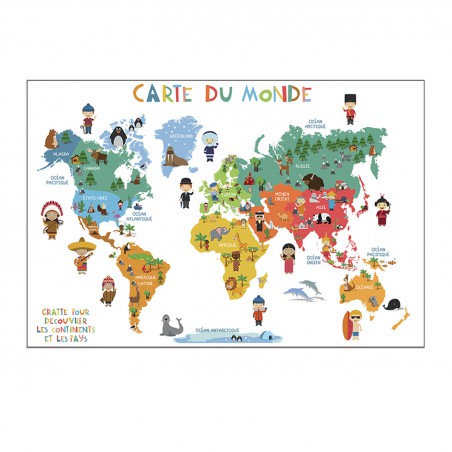 CARTE DU MONDE
OCÉAN
ARCTIQUE
GROENLAND
ALASKA
CANADA
RUSSIE
OCÉAN
PACIFIQUE
ÉTATS-UNIS
OCÉAN
ATLANTIQUE
EUROPE
MOYEN
ORIENT
ASIE
OCÉAN
PACIFIQUE
AFRIQUE
OCÉAN
INDIEN
AMÉRIQUE
LATINE
OCÉANIE
GRATTE POUR
DÉCOUVRIR
LES CONTINENTS
ET LES PAYS
OCÉAN ANTARCTIQUE